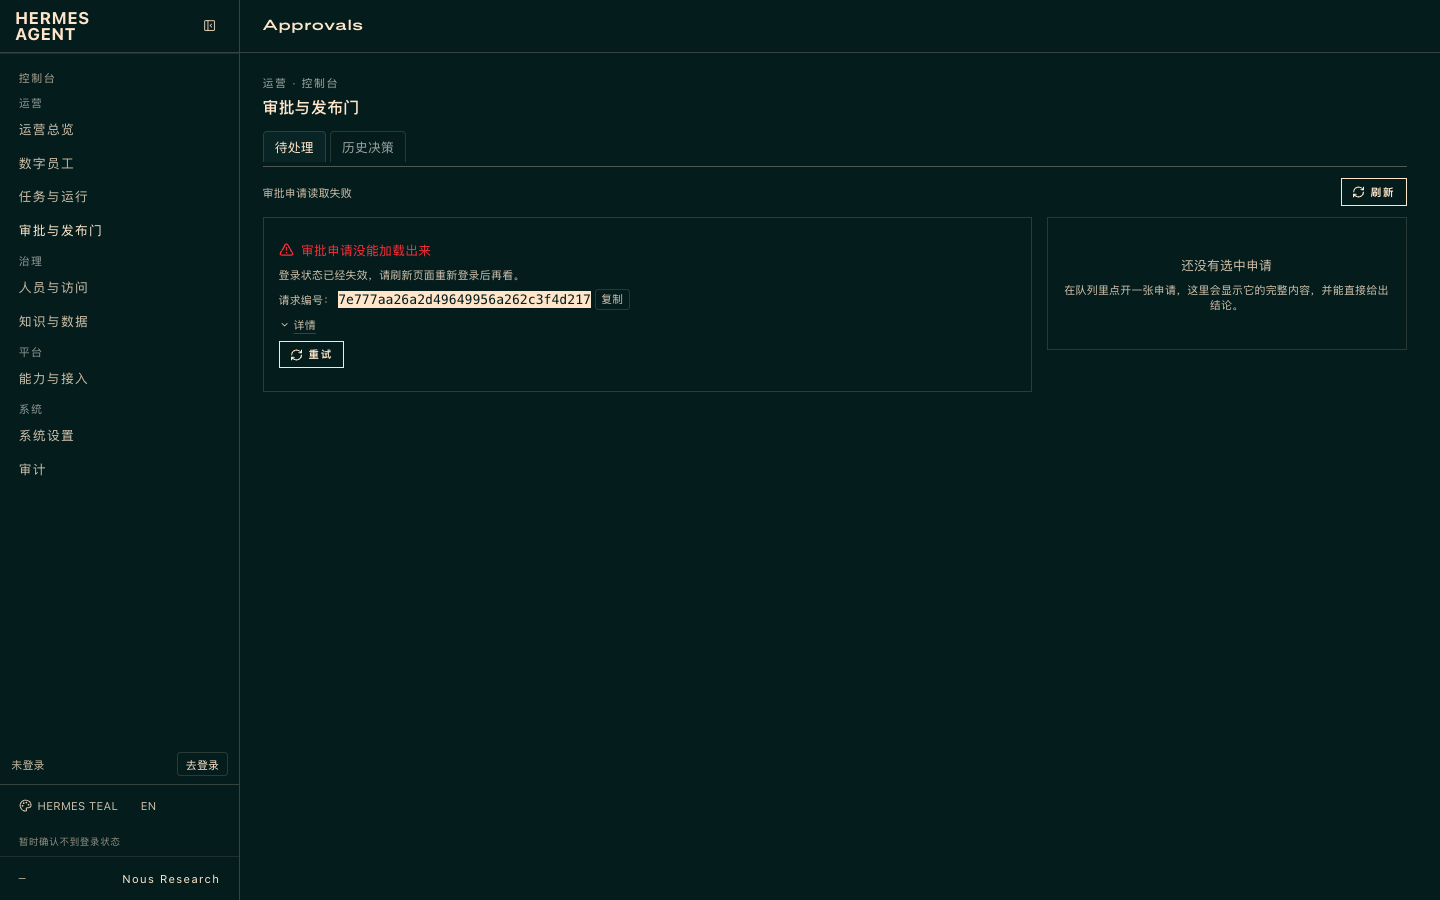 HERMES
AGENT
Approvals
控制台
运营
运营总览
数字员工
任务与运行
审批与发布门
治理
人员与访问
知识与数据
平台
能力与接入
系统
系统设置
审计
未登录
去登录
HERMES TEAL
EN
暂时确认不到登录状态
—
Nous Research
运营 · 控制台
审批与发布门
待处理
历史决策
审批申请读取失败
刷新
审批申请没能加载出来
登录状态已经失效，请刷新页面重新登录后再看。
请求编号： 7e777aa26a2d49649956a262c3f4d217 复制
详情
重试
还没有选中申请
在队列里点开一张申请，这里会显示它的完整内容，并能直接给出
结论。